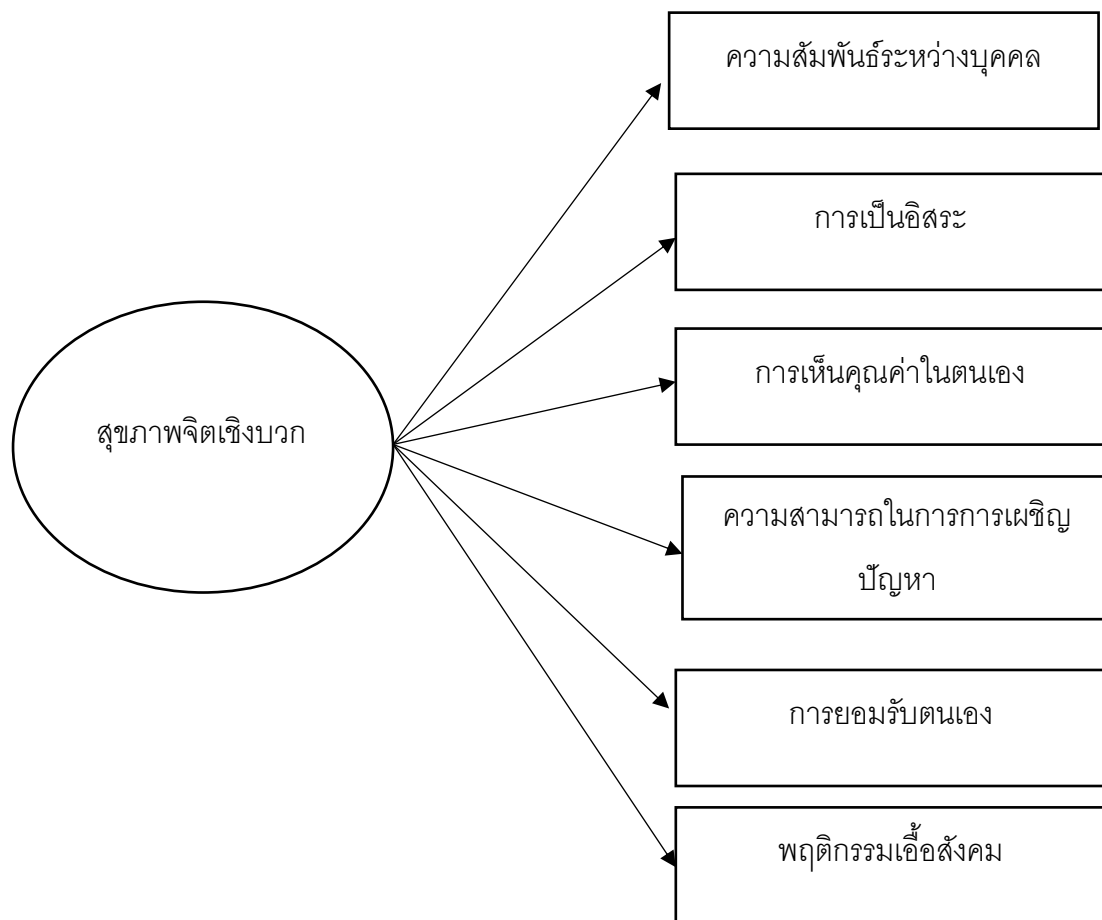 ความสัมพันธ์ระหว่างบุคคล
การเป็นอิสระ
การเห็นคุณค่าในตนเอง
สุขภาพจิตเชิงบวก
ความสามารถในการการเผชิญ
ปัญหา
การยอมรับตนเอง
พฤติกรรมเอื้อสังคม